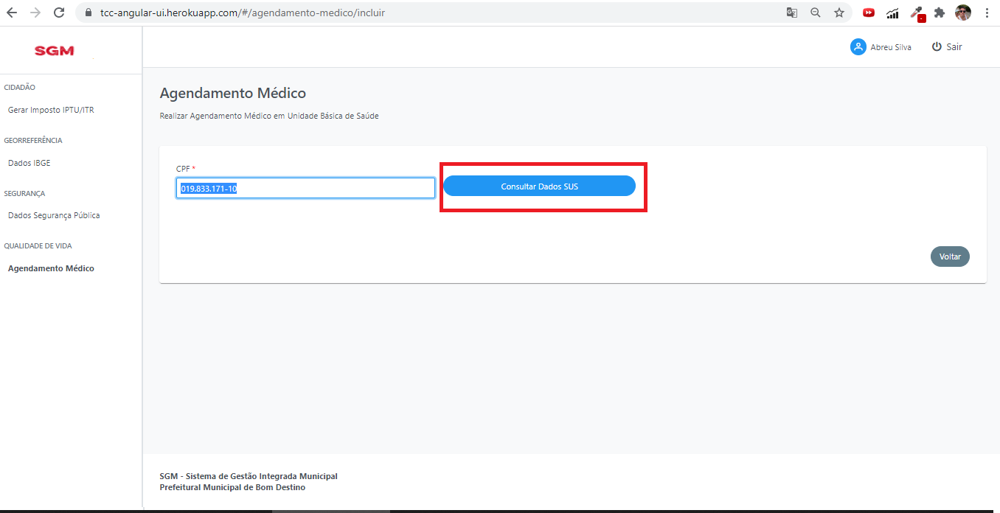 tcc-angular-ui.herokuapp.com/#/agendamento-medico/incluir
SGM
Abreu Silva
Sair
CIDADÃO
Gerar Imposto IPTU/ITR
GEORREFERÊNCIA
Dados IBGE
SEGURANÇA
Dados Segurança Pública
QUALIDADE DE VIDA
Agendamento Médico
Agendamento Médico
Realizar Agendamento Médico em Unidade Básica de Saúde
CPF *
019.833.171-10
Consultar Dados SUS
Voltar
SGM - Sistema de Gestão Integrada Municipal
Prefeitural Municipal de Bom Destino